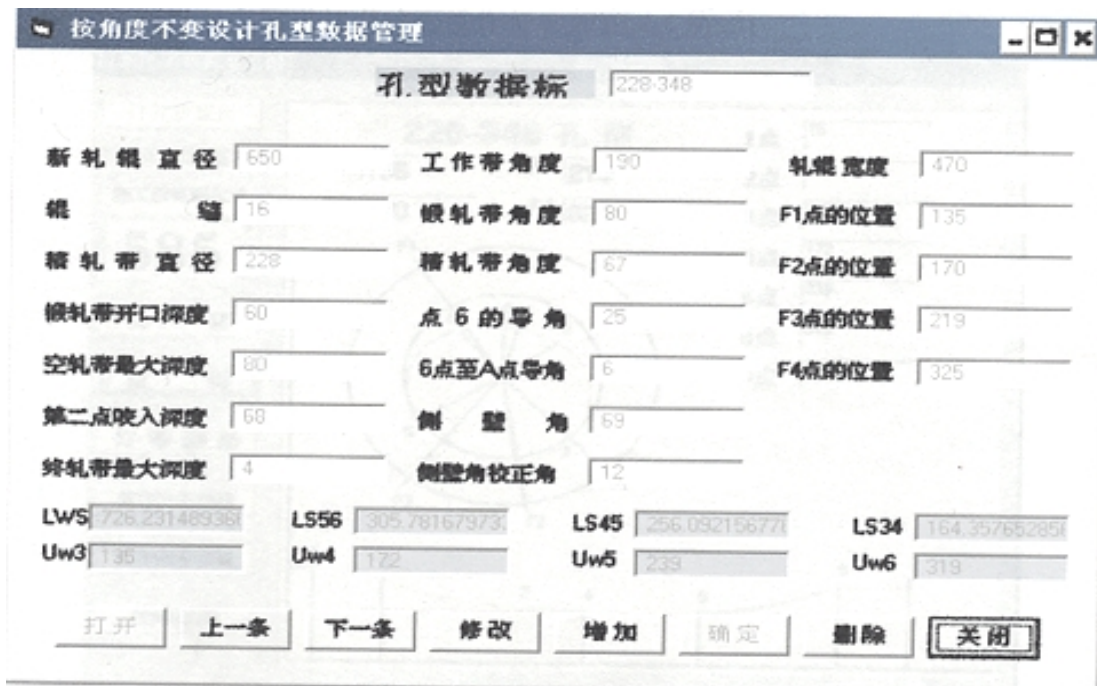 按角度不变设计孔型数据管理
孔型数据标 228-348
新轧辊直径 650 工作带角度 190 轧辊宽度 470
辊缝 16 锻轧带角度 80 F1点的位置 135
精轧带直径 228 精轧带角度 67 F2点的位置 170
锻轧带开口深度 60 点6的导角 25 F3点的位置 219
空轧带最大深度 80 6点至A点导角 6 F4点的位置 325
第二点咬入深度 68 侧壁角 69
终轧带最大深度 4 侧壁角校正角 12
LWS 726.231489360 LS56 305.78167973 LS45 256.09215677 LS34 164.35765285
Uw3 135 Uw4 172 Uw5 239 Uw6 319
打开 上一条 下一条 修改 增加 确定 删除 关闭